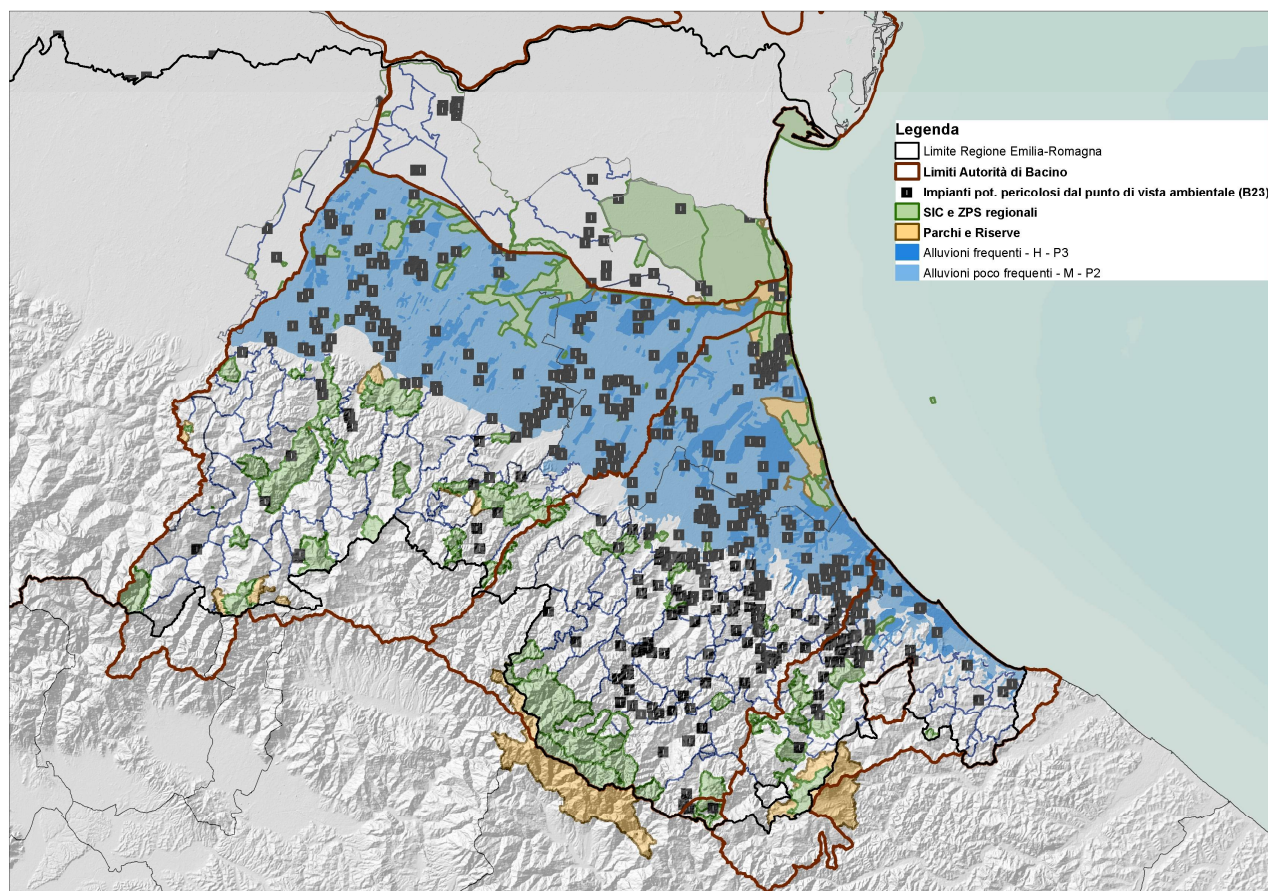 Legenda
Limite Regione Emilia-Romagna
Limiti Autorità di Bacino
Impianti pot. pericolosi dal punto di vista ambientale (B23)
SIC e ZPS regionali
Parchi e Riserve
Alluvioni frequenti - H - P3
Alluvioni poco frequenti - M - P2